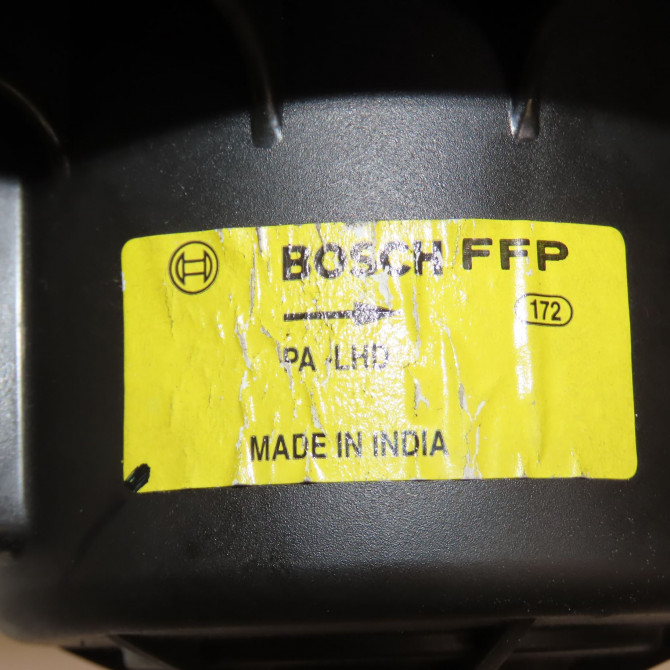 BOSCH FFP
172
PA-LHD
MADE IN INDIA